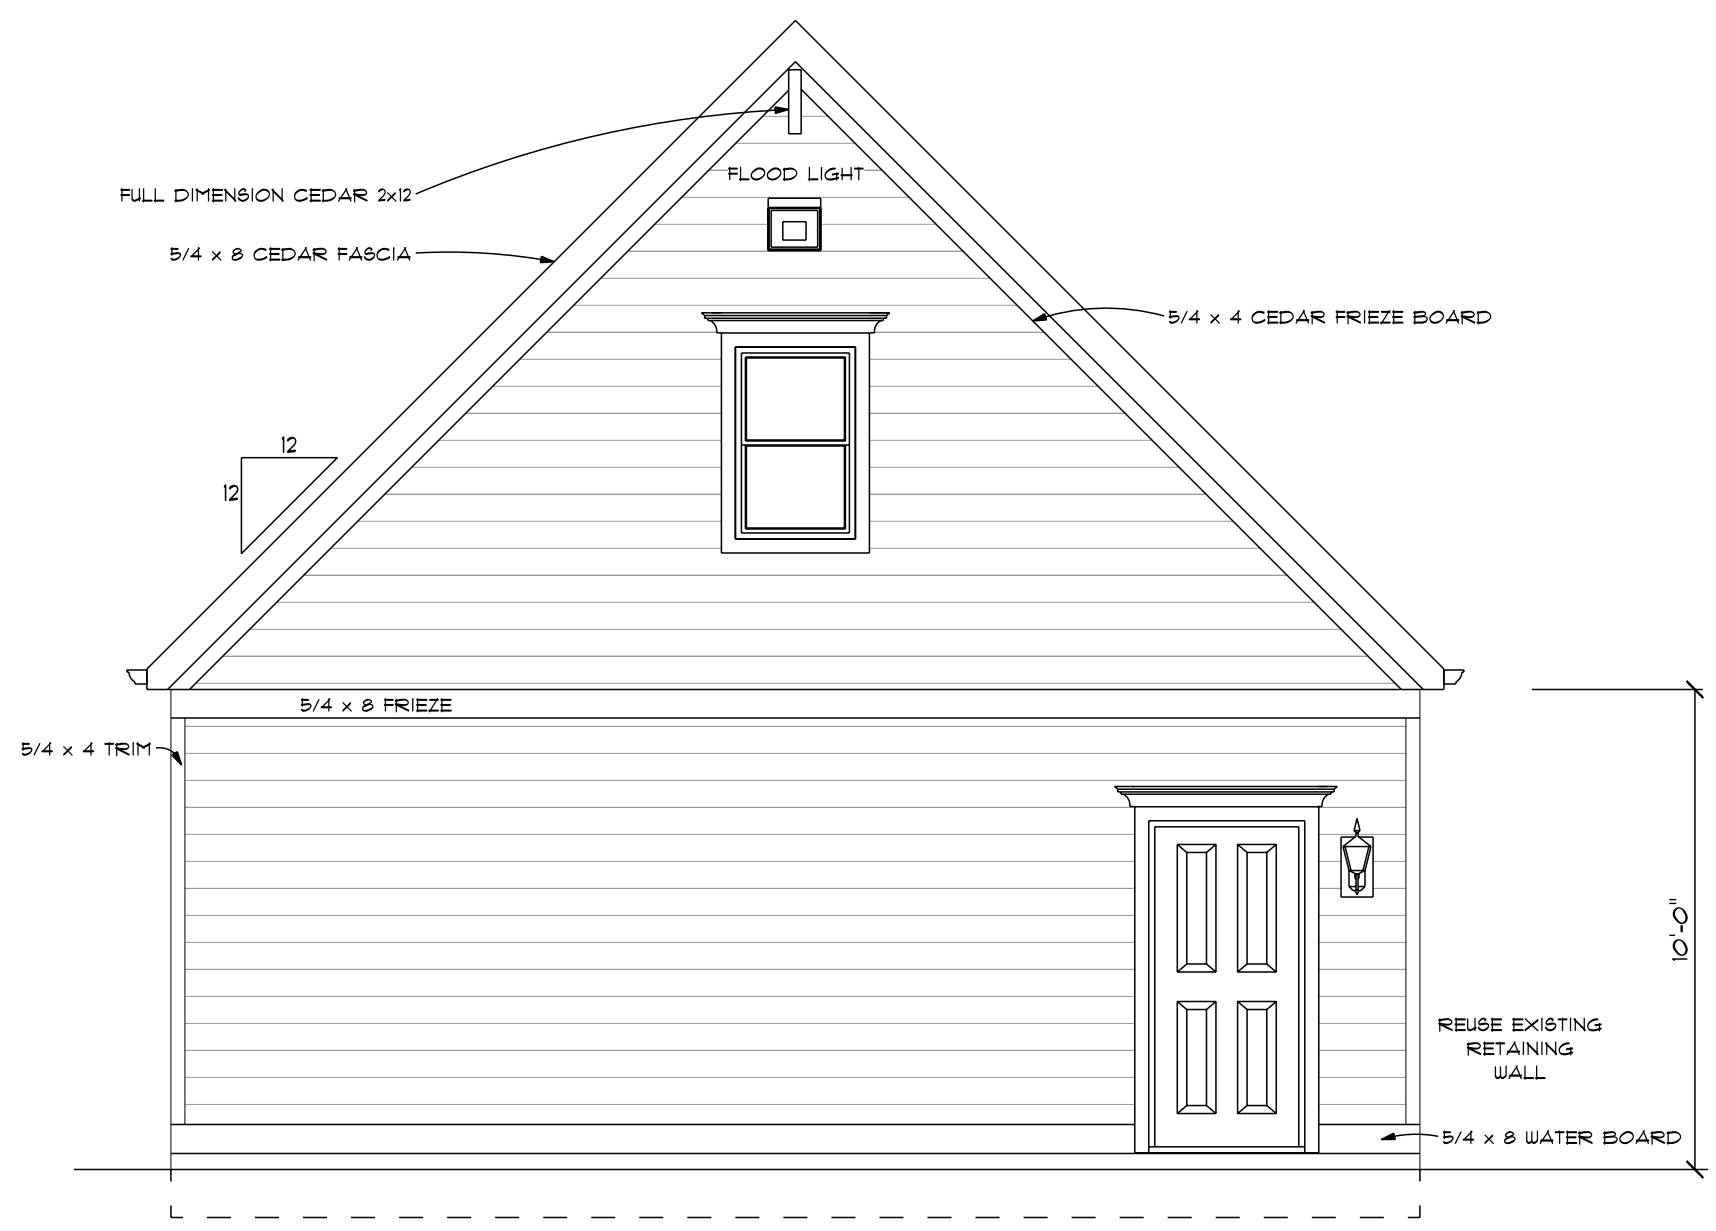 FLOOD LIGHT
FULL DIMENSION CEDAR 2x12
5/4 x 8 CEDAR FASCIA
5/4 x 4 CEDAR FRIEZE BOARD
12
12
5/4 x 8 FRIEZE
5/4 x 4 TRIM
10'-0"
REUSE EXISTING
RETAINING
WALL
5/4 x 8 WATER BOARD